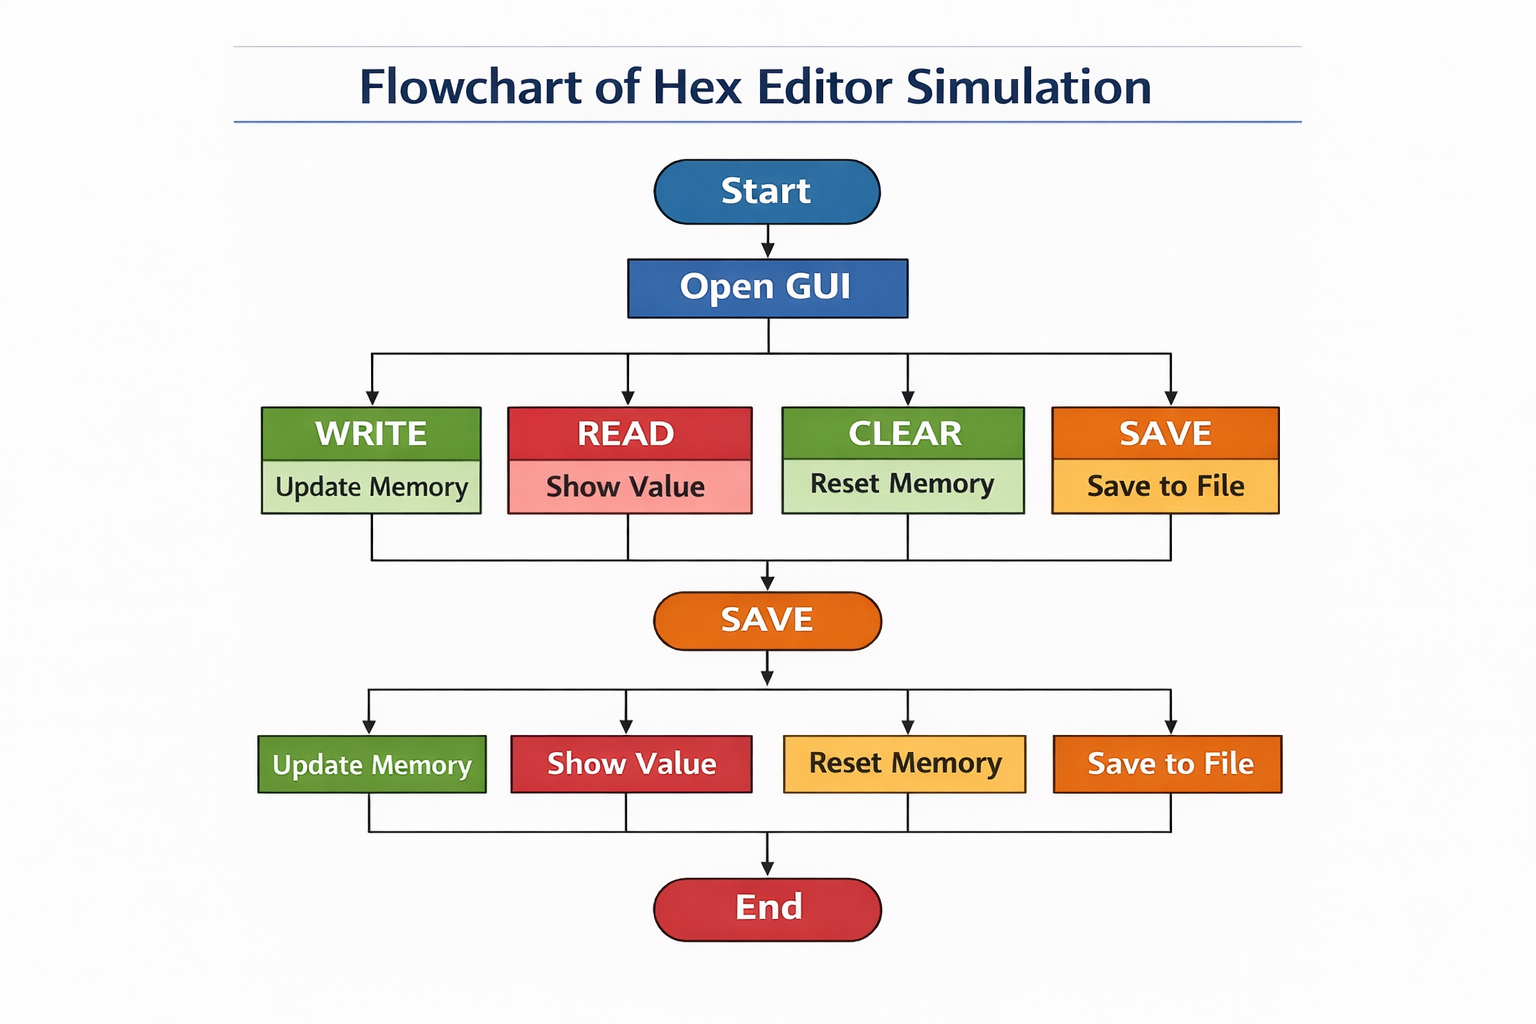 Flowchart of Hex Editor Simulation
Start
Open GUI
WRITE
Update Memory
READ
Show Value
CLEAR
Reset Memory
SAVE
Save to File
SAVE
Update Memory
Show Value
Reset Memory
Save to File
End